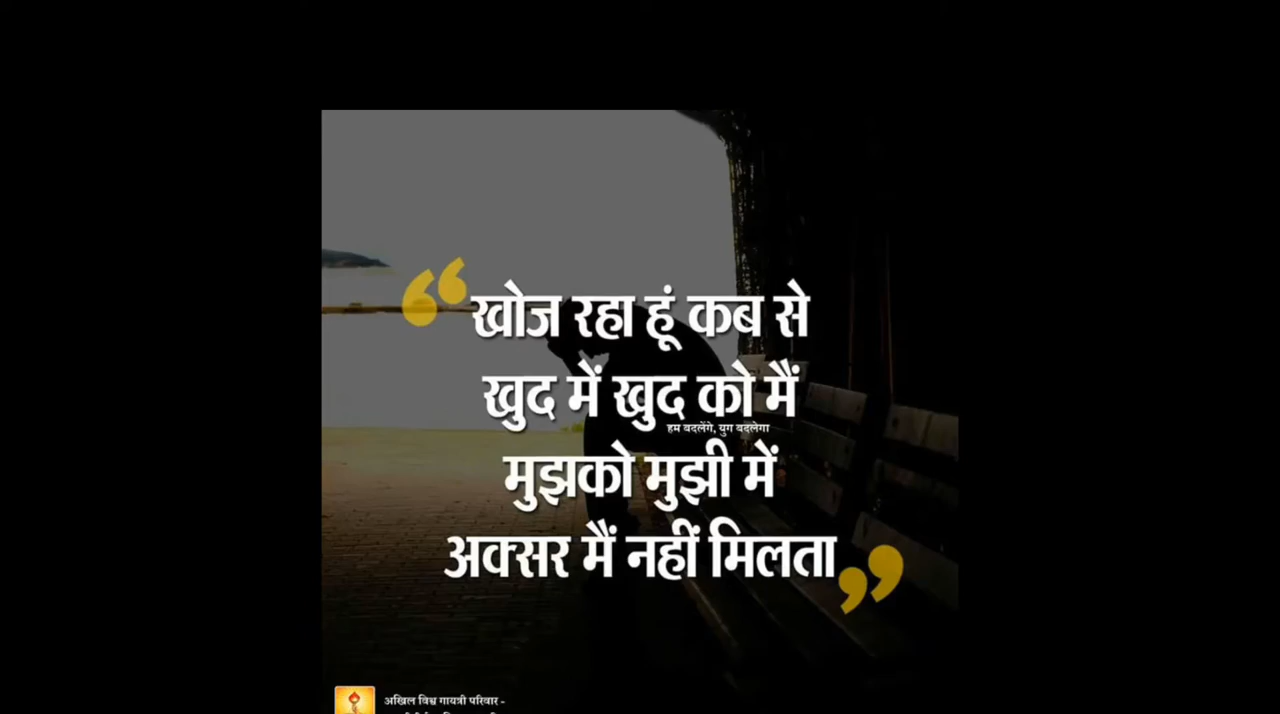 खोज रहा हूं कब से
खुद में खुद को मैं
हम बदलेंगे, युग बदलेगा
मुझको मुझी में
अक्सर मैं नहीं मिलता
अखिल विश्व गायत्री परिवार -